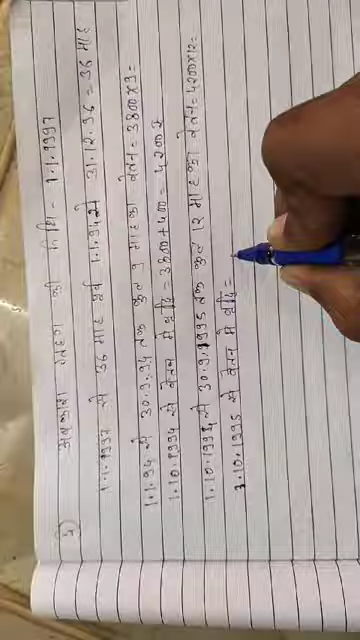 5) अवकाश ग्रहण की तिथि = 1.1.1997
1.1.1997 से 36 माह पूर्व 1.1.94 से 31.12.96 = 36 माह
1.1.94 से 30.9.94 तक कुल 9 माह का वेतन = 3800×9=
1.10.1994 से वेतन में वृद्धि = 3800+400 = 4200×
1.10.1994 से 30.9.1995 तक कुल 12 माह का वेतन = 4200×12=
1.10.1995 से वेतन में वृद्धि =